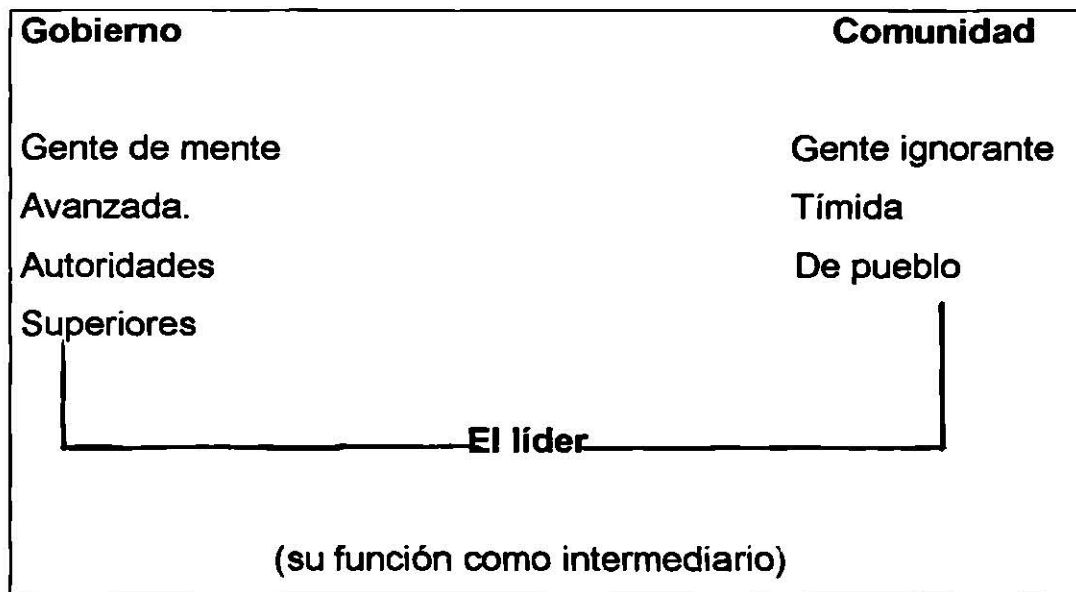 Gobierno Comunidad
Gente de mente Gente ignorante
Avanzada. Tímida
Autoridades De pueblo
Superiores
El líder
(su función como intermediario)